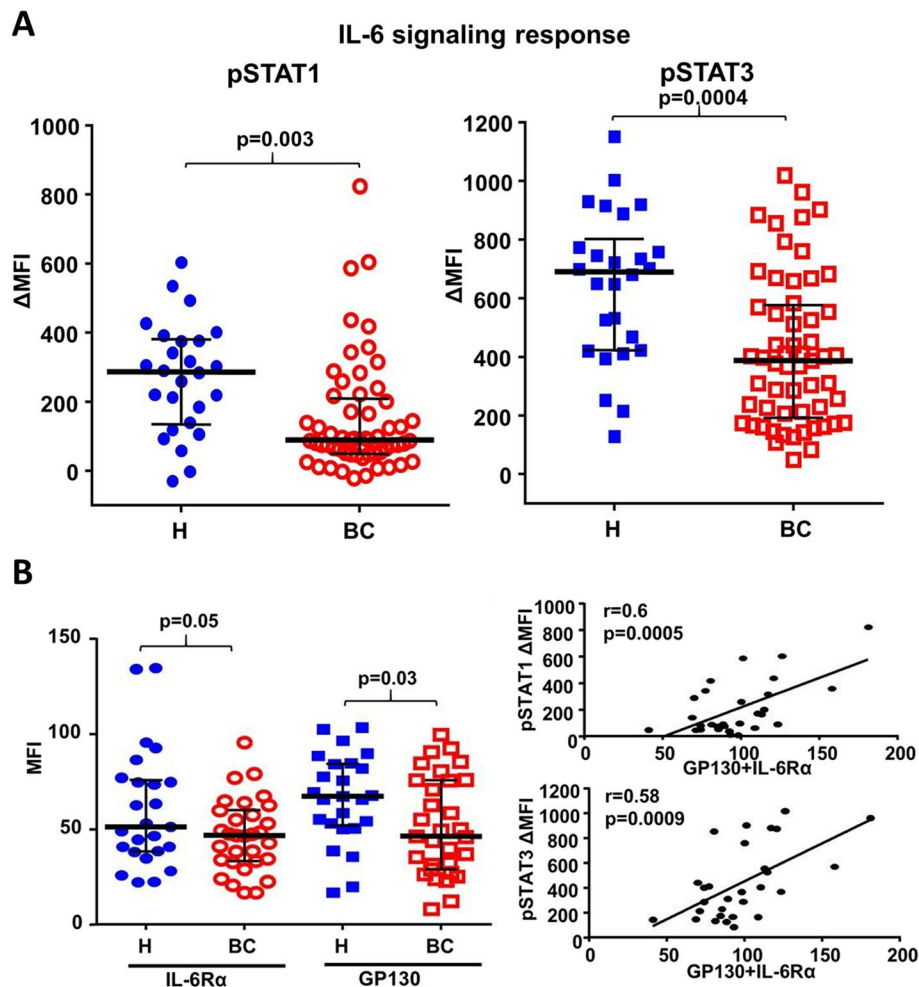 A
IL-6 signaling response
pSTAT1
pSTAT3
p=0.003
p=0.0004
ΔMFI
1000
800
600
400
200
0
H
BC
ΔMFI
1200
1000
800
600
400
200
0
H
BC
B
MFI
150
100
50
0
p=0.05
p=0.03
H
BC
H
BC
IL-6Rα
GP130
pSTAT1 ΔMFI
1000
800
600
400
200
0
r=0.6
p=0.0005
0
50
100
150
200
GP130+IL-6Rα
pSTAT3 ΔMFI
1200
1000
800
600
400
200
0
r=0.58
p=0.0009
0
50
100
150
200
GP130+IL-6Rα